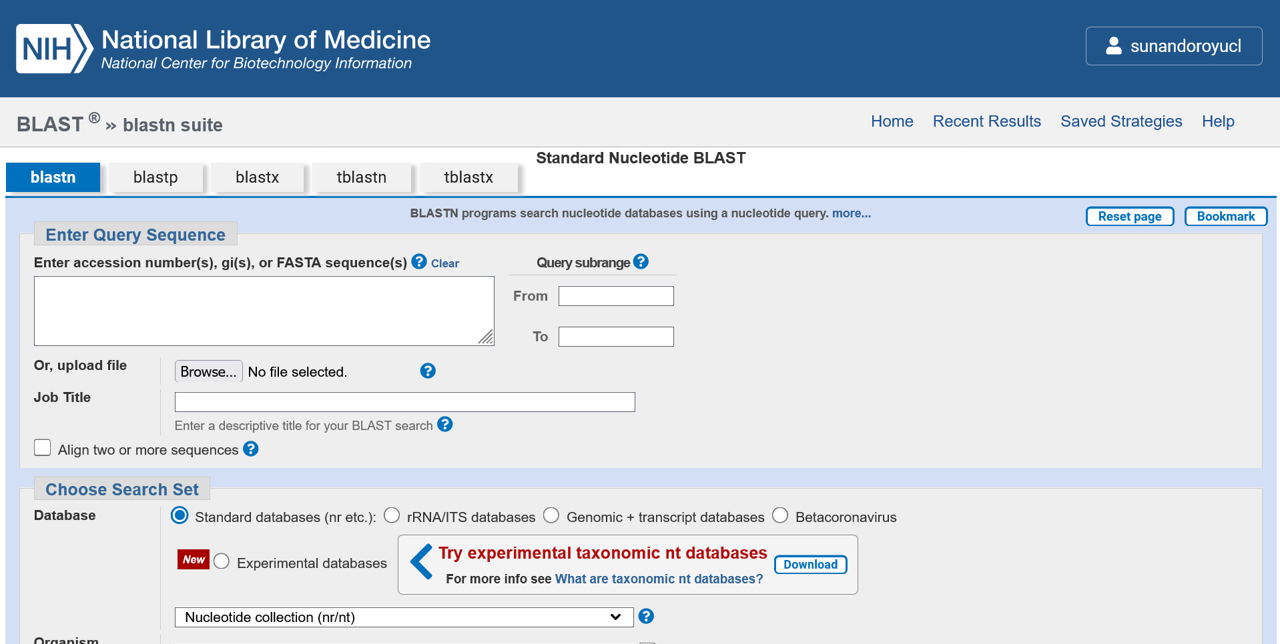 NIH National Library of Medicine
National Center for Biotechnology Information
sunandoroyucl
BLAST ® » blastn suite
Home Recent Results Saved Strategies Help
Standard Nucleotide BLAST
blastn blastp blastx tblastn tblastx
BLASTN programs search nucleotide databases using a nucleotide query. more...
Reset page Bookmark
Enter Query Sequence
Enter accession number(s), gi(s), or FASTA sequence(s) ? Clear
Query subrange ?
From
To
Or, upload file Browse... No file selected. ?
Job Title
Enter a descriptive title for your BLAST search ?
Align two or more sequences ?
Choose Search Set
Database Standard databases (nr etc.): rRNA/ITS databases Genomic + transcript databases Betacoronavirus
New Experimental databases
Try experimental taxonomic nt databases
For more info see What are taxonomic nt databases?
Download
Nucleotide collection (nr/nt) ?
Organism